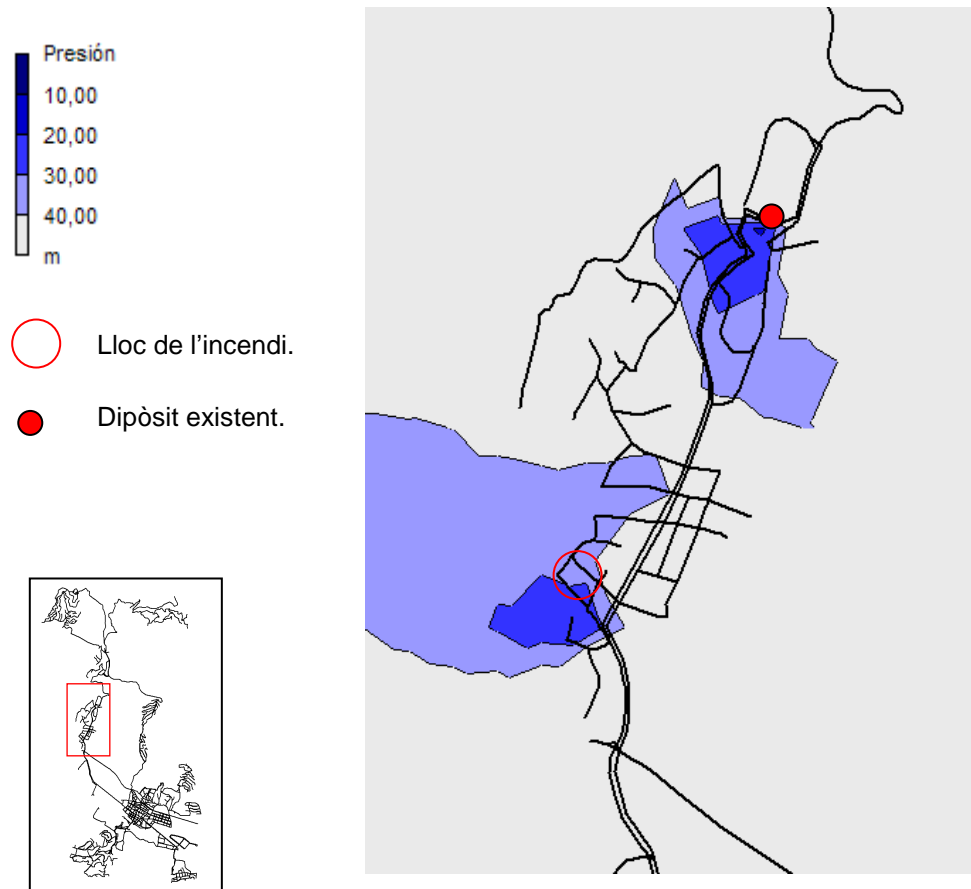 Presión
10,00
20,00
30,00
40,00
m
Lloc de l’incendi.
Dipòsit existent.